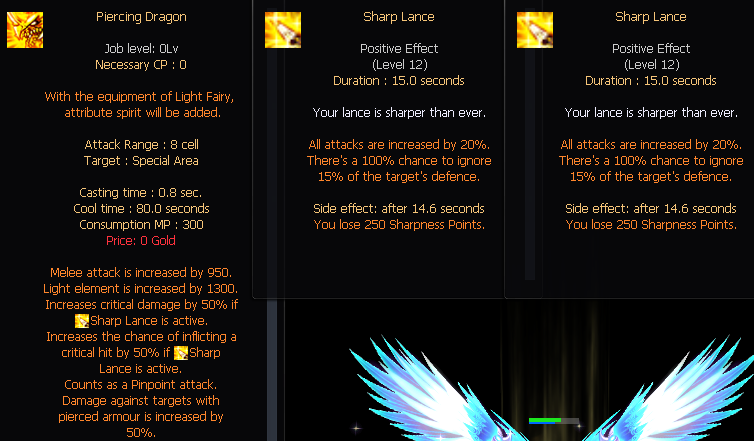 Piercing Dragon
Job level: 0Lv
Necessary CP : 0
With the equipment of Light Fairy,
attribute spirit will be added.
Attack Range : 8 cell
Target : Special Area
Casting time : 0.8 sec.
Cool time : 80.0 seconds
Consumption MP : 300
Price: 0 Gold
Melee attack is increased by 950.
Light element is increased by 1300.
Increases critical damage by 50% if
Sharp Lance is active.
Increases the chance of inflicting a
critical hit by 50% if Sharp
Lance is active.
Counts as a Pinpoint attack.
Damage against targets with
pierced armour is increased by
50%.
Sharp Lance
Positive Effect
(Level 12)
Duration : 15.0 seconds
Your lance is sharper than ever.
All attacks are increased by 20%.
There's a 100% chance to ignore
15% of the target's defence.
Side effect: after 14.6 seconds
You lose 250 Sharpness Points.
Sharp Lance
Positive Effect
(Level 12)
Duration : 15.0 seconds
Your lance is sharper than ever.
All attacks are increased by 20%.
There's a 100% chance to ignore
15% of the target's defence.
Side effect: after 14.6 seconds
You lose 250 Sharpness Points.